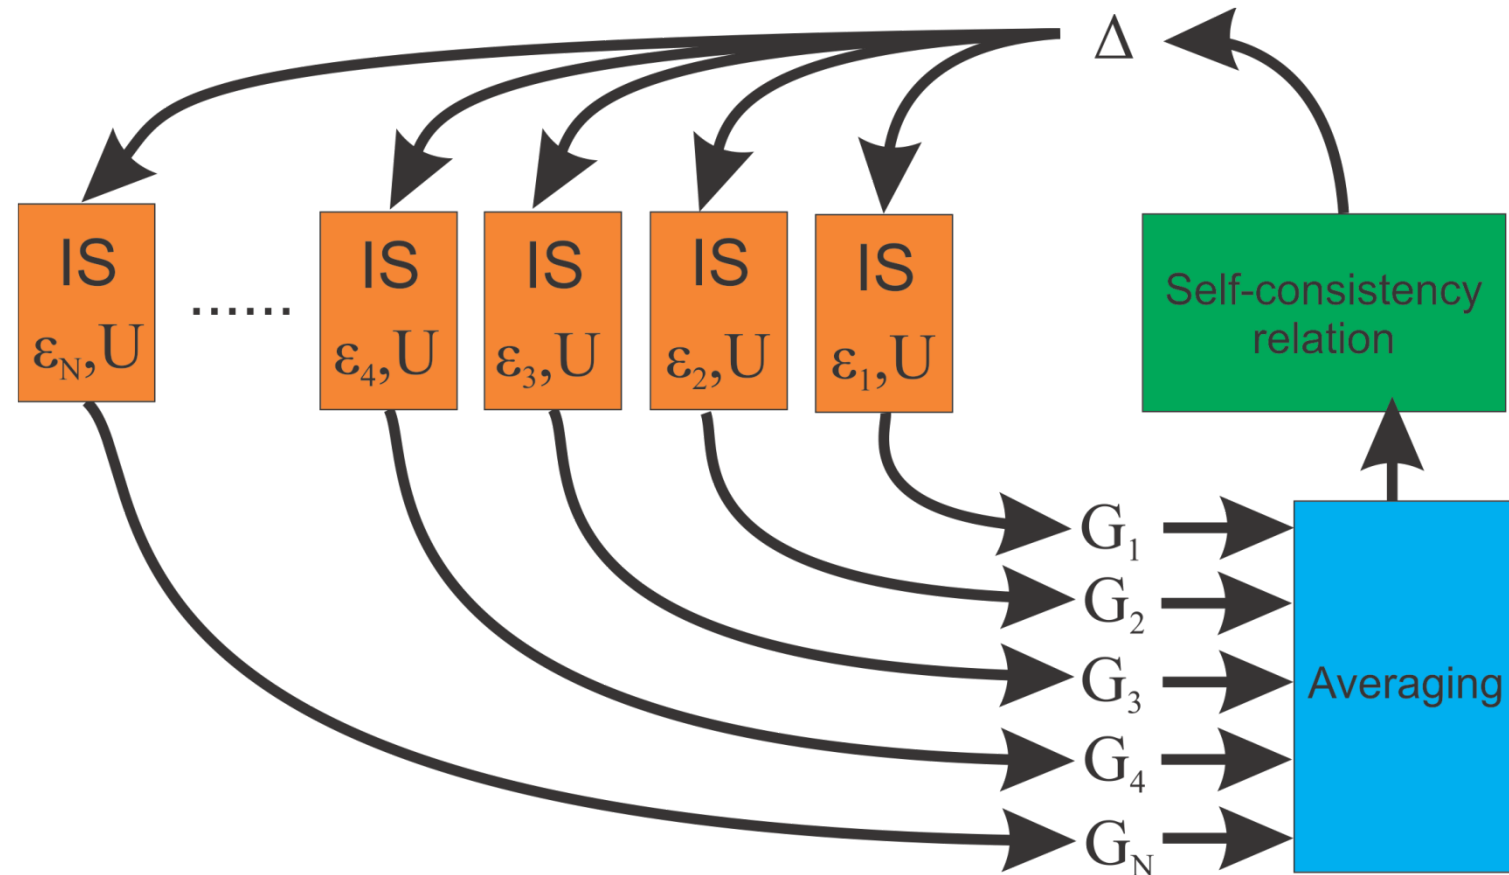 Δ
IS
ε_N,U
......
IS
ε_4,U
IS
ε_3,U
IS
ε_2,U
IS
ε_1,U
Self-consistency
relation
G_1
G_2
G_3
G_4
G_N
Averaging